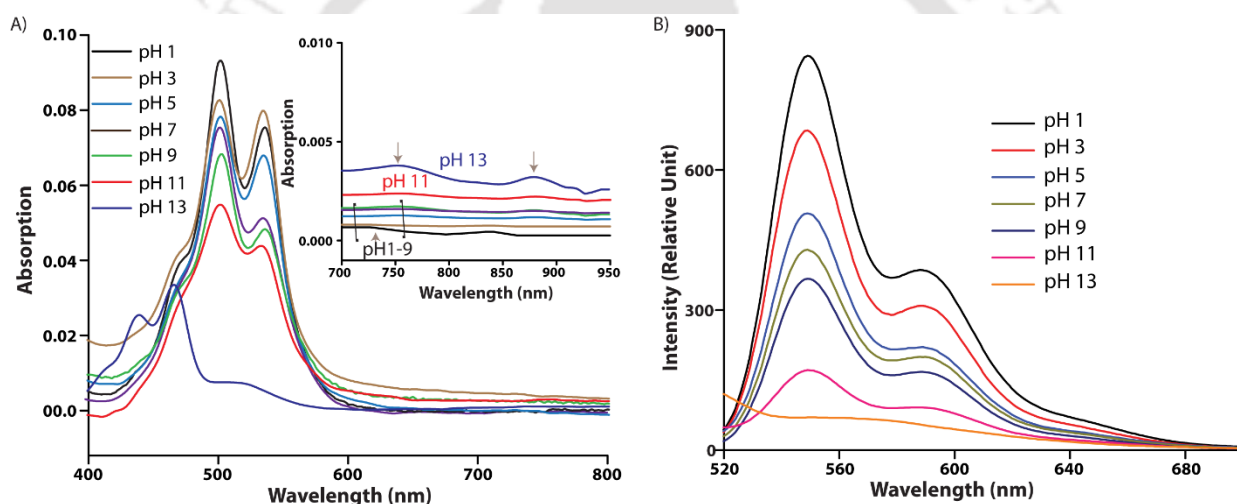 A)
0.10
0.08
0.06
0.04
0.02
00.0
Absorption
400
500
600
700
800
Wavelength (nm)
pH 1
pH 3
pH 5
pH 7
pH 9
pH 11
pH 13
0.010
0.005
0.000
Absorption
pH 13
pH 11
pH1-9
700
750
800
850
900
950
Wavelength (nm)
B)
900
600
300
0
Intensity (Relative Unit)
520
560
600
640
680
Wavelength (nm)
pH 1
pH 3
pH 5
pH 7
pH 9
pH 11
pH 13